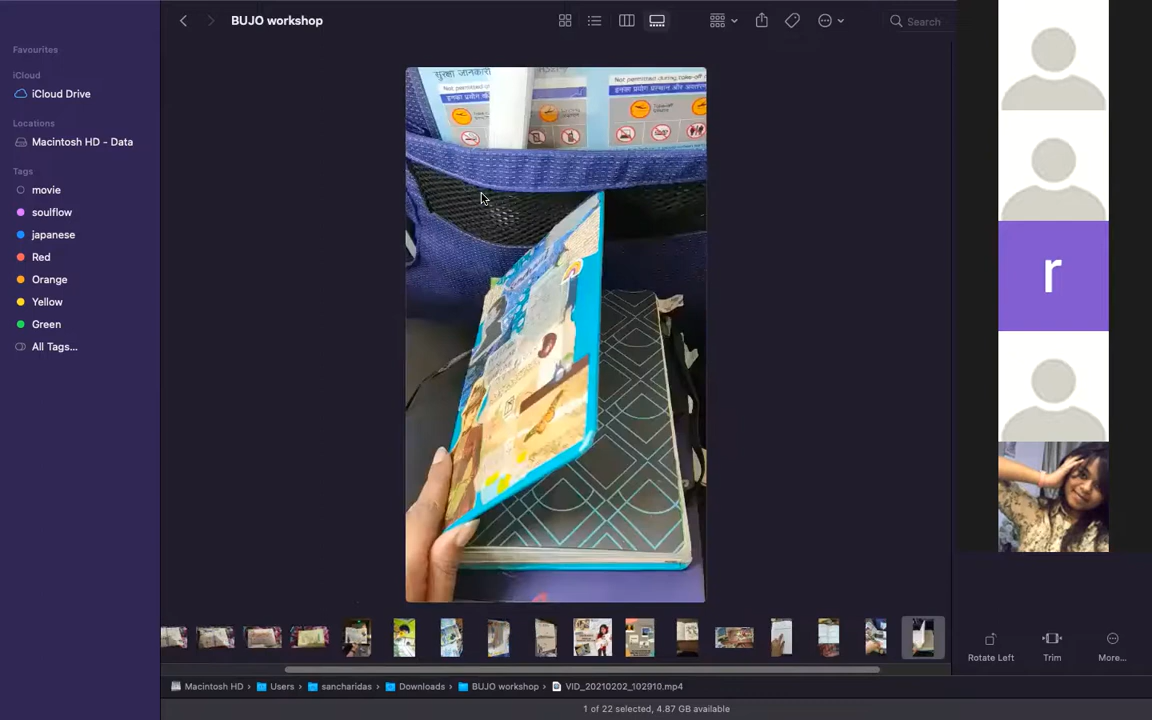 BUJO workshop
Search
Favourites
iCloud
iCloud Drive
Locations
Macintosh HD - Data
Tags
movie
soulflow
japanese
Red
Orange
Yellow
Green
All Tags...
सुरक्षा जानकारी
Not permitted during take-off
r
Rotate Left
Trim
More...
Macintosh HD › Users › sancharidas › Downloads › BUJO workshop › VID_20210202_102910.mp4
1 of 22 selected, 4.87 GB available